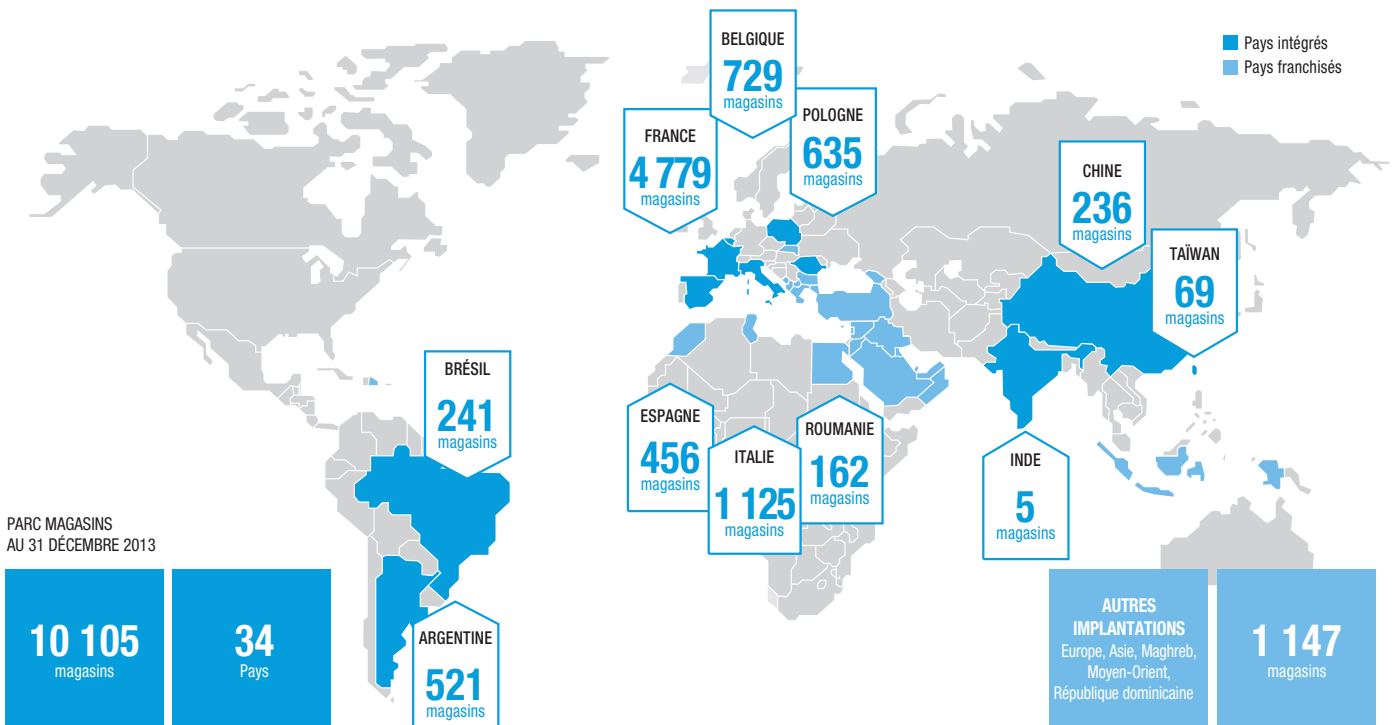 Pays intégrés
Pays franchisés
BELGIQUE
729
magasins
POLOGNE
635
magasins
FRANCE
4 779
magasins
CHINE
236
magasins
TAÏWAN
69
magasins
BRÉSIL
241
magasins
ESPAGNE
456
magasins
ITALIE
1 125
magasins
ROUMANIE
162
magasins
INDE
5
magasins
PARC MAGASINS
AU 31 DÉCEMBRE 2013
10 105
magasins
34
Pays
ARGENTINE
521
magasins
AUTRES
IMPLANTATIONS
Europe, Asie, Maghreb,
Moyen-Orient,
République dominicaine
1 147
magasins